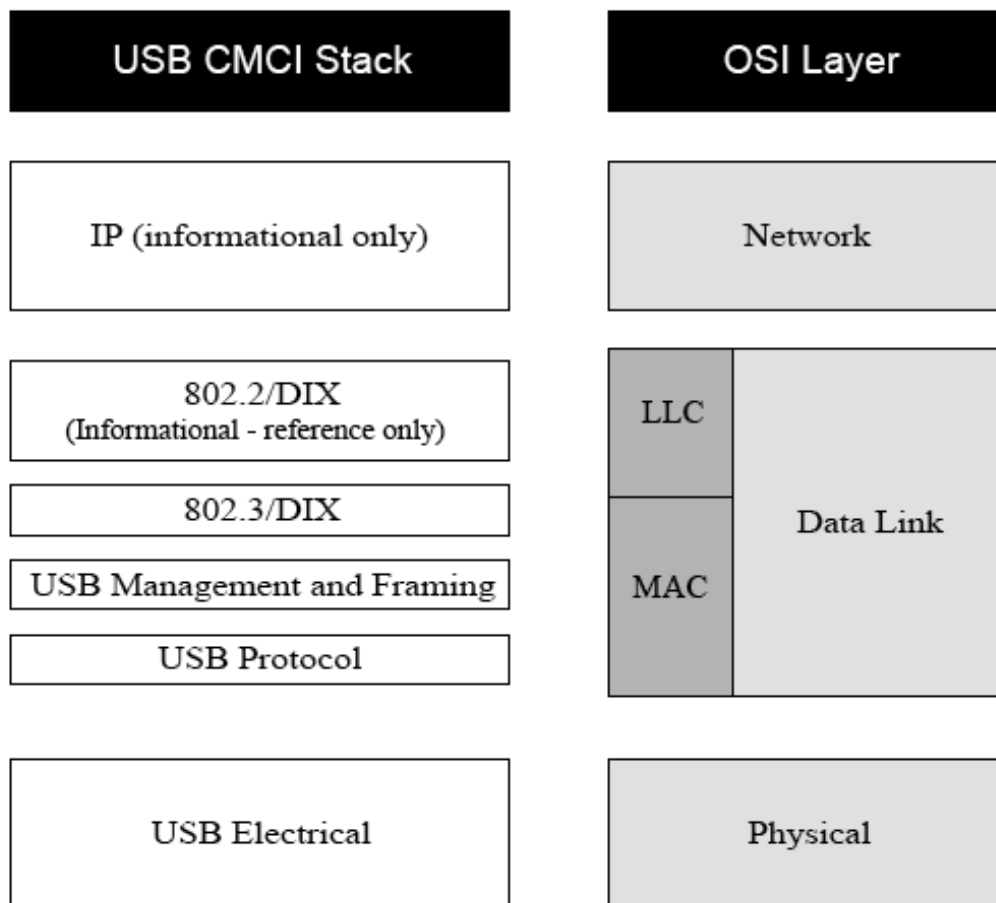 USB CMCI Stack
OSI Layer
IP (informational only)
Network
802.2/DIX
(Informational - reference only)
LLC
802.3/DIX
Data Link
USB Management and Framing
MAC
USB Protocol
USB Electrical
Physical